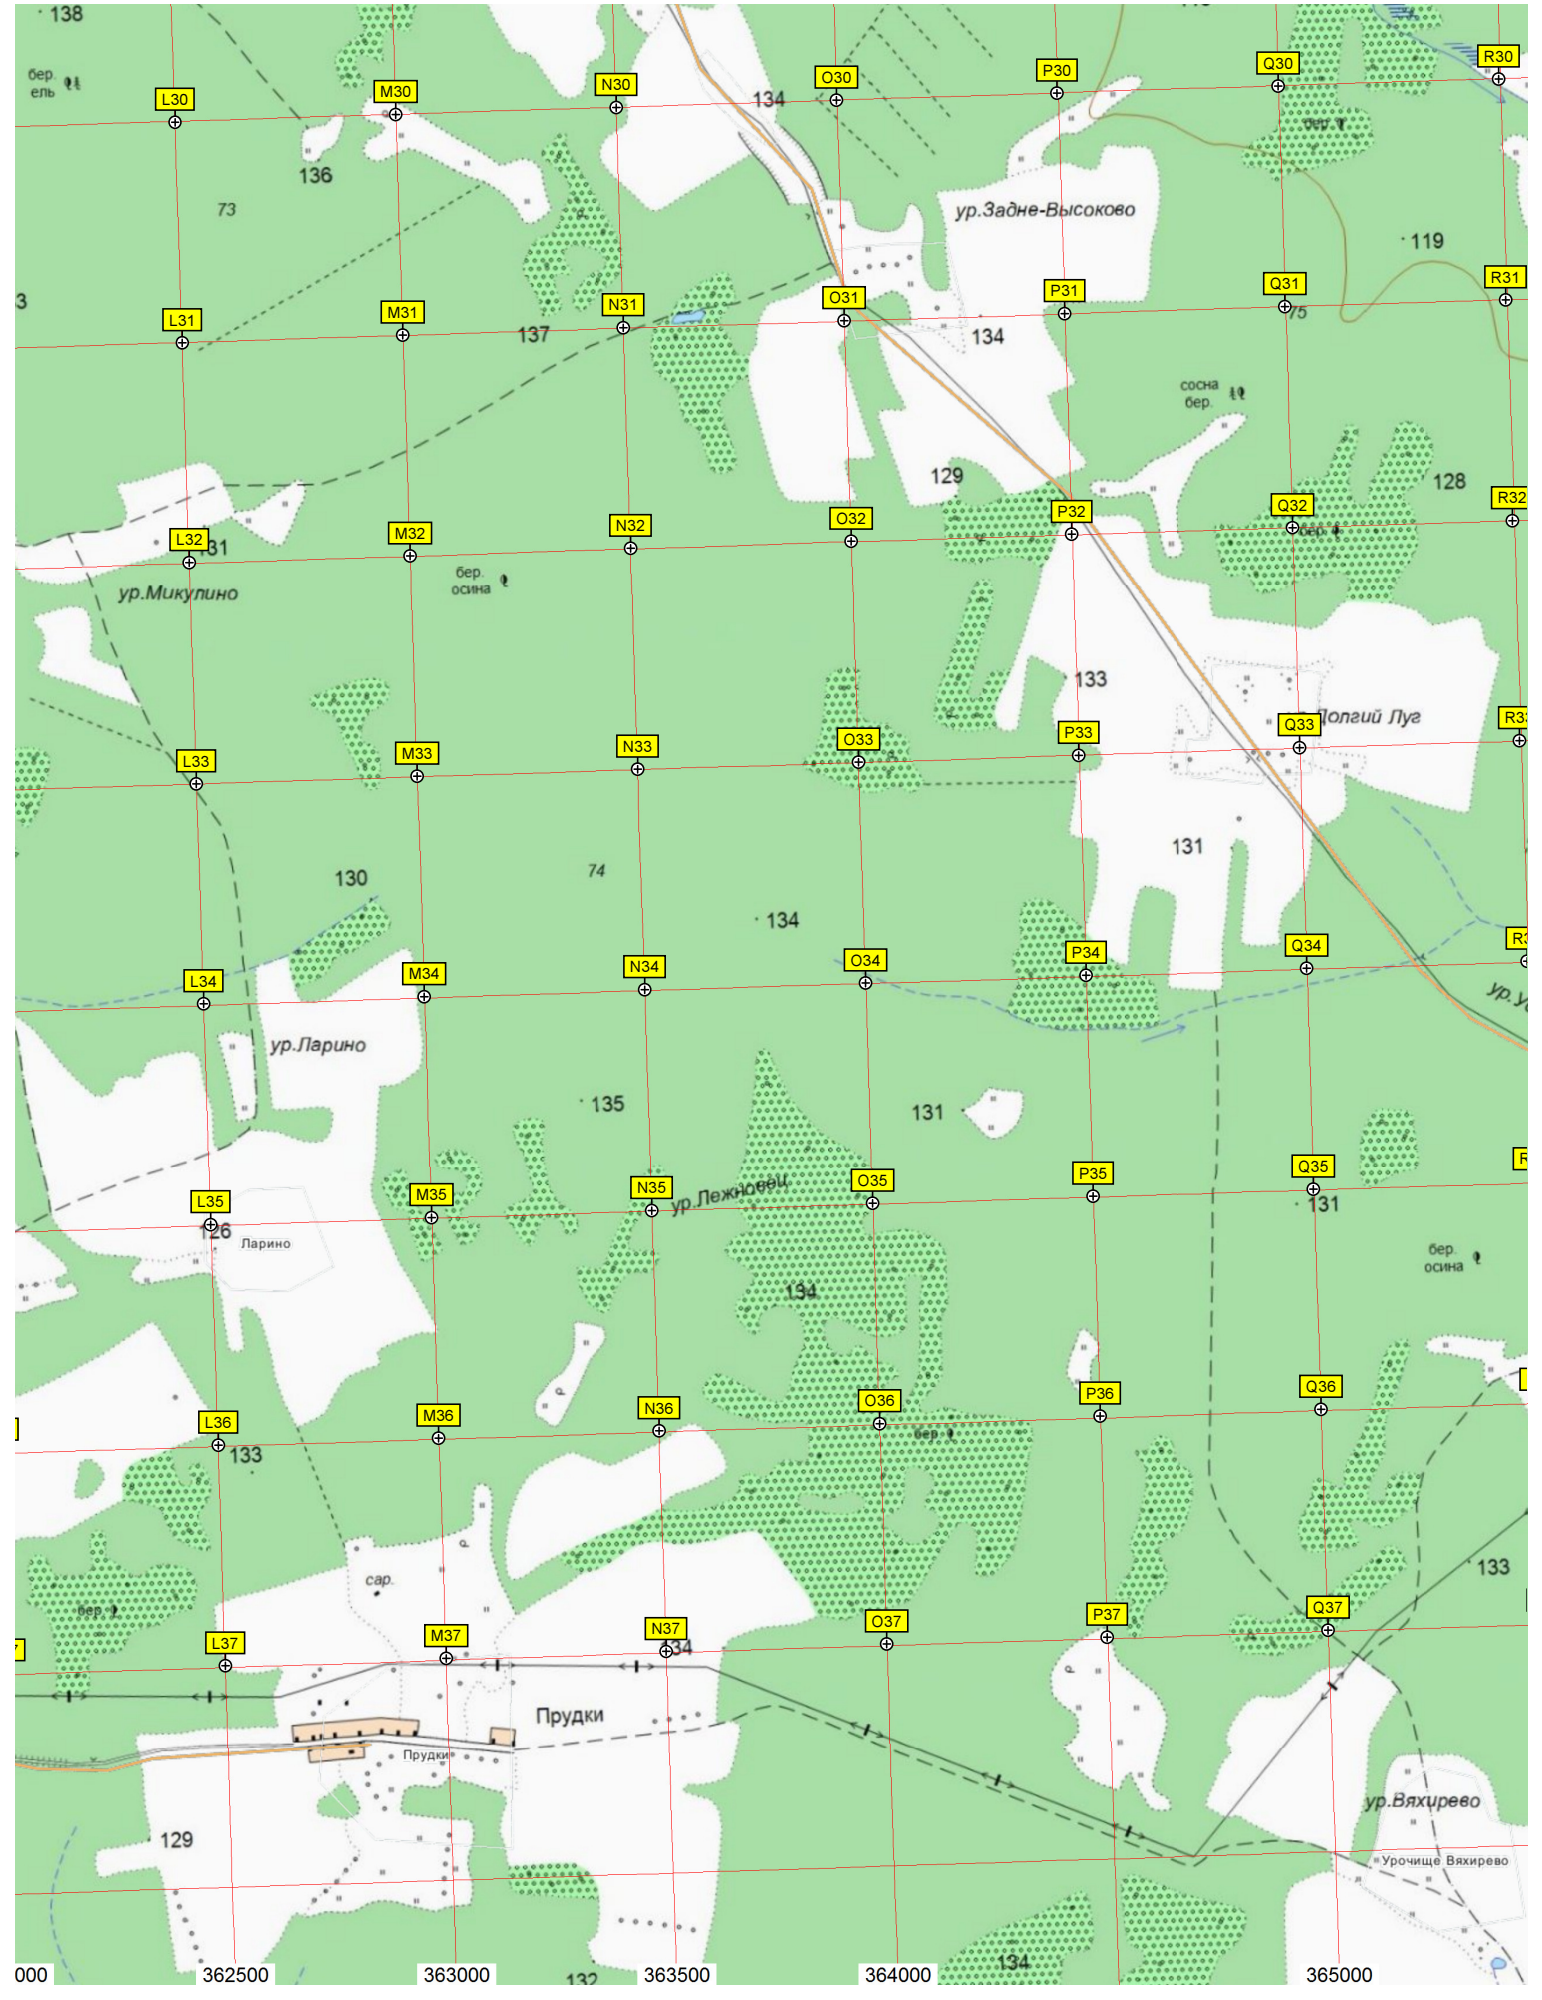 138
бер.
ель
L30
M30
N30
134
O30
P30
Q30
R30
бер.
136
73
ур.Задне-Высоково
119
3
L31
M31
137
N31
O31
134
P31
Q31
75
R31
сосна
бер.
129
128
L32
131
M32
N32
O32
P32
Q32
бер.
R32
ур.Микулино
бер.
осина
133
Долгий Луг
L33
M33
N33
O33
P33
Q33
130
74
131
134
L34
M34
N34
O34
P34
Q34
ур.Ларино
135
131
L35
126
Ларино
M35
N35
ур.Лежновец
O35
P35
Q35
131
бер.
осина
134
L36
133
M36
N36
O36
бер.
P36
Q36
сар.
133
бер.
7
L37
M37
N37
134
O37
P37
Q37
Прудки
Прудки
129
ур.Вяхирево
Урочище Вяхирево
134
132
000
362500
363000
363500
364000
365000